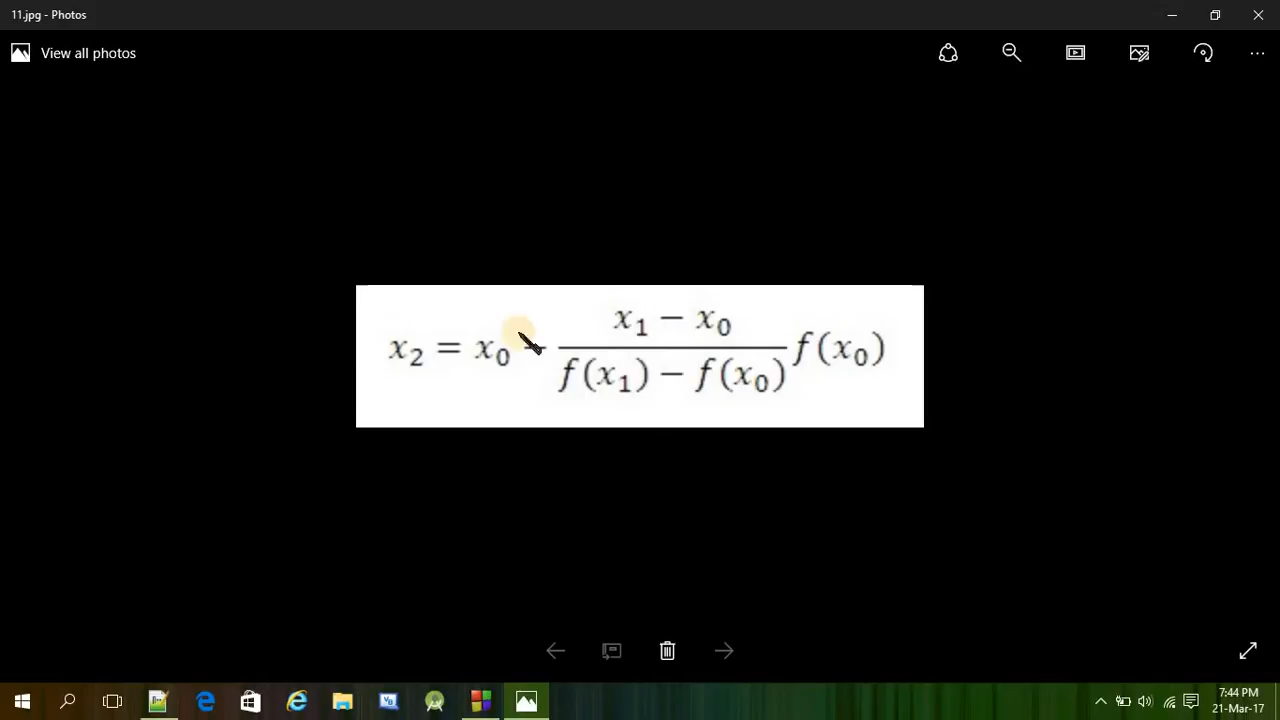 11.jpg - Photos
View all photos
x₂ = x₀ − (x₁ − x₀) / (f(x₁) − f(x₀)) f(x₀)
7:44 PM
21-Mar-17